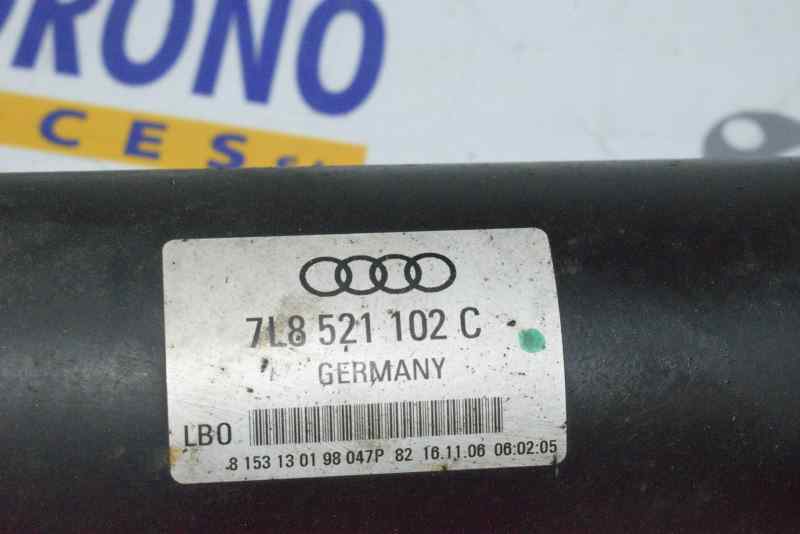 RONO
CES
7L8 521 102 C
GERMANY
LBO
8 153 13 01 98 047P 82 16.11.06 06:02:05